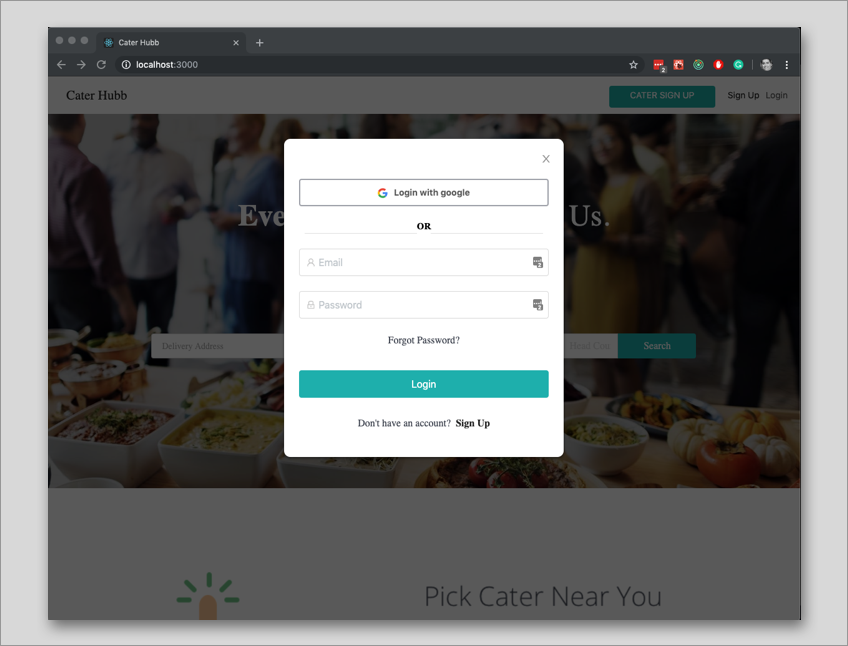 Cater Hubb
localhost:3000
2
Cater Hubb
CATER SIGN UP
Sign Up
Login
Login with google
Eve
Us.
OR
Email
Password
Forgot Password?
Delivery Address
Head Cou
Search
Login
Don't have an account? Sign Up
Pick Cater Near You